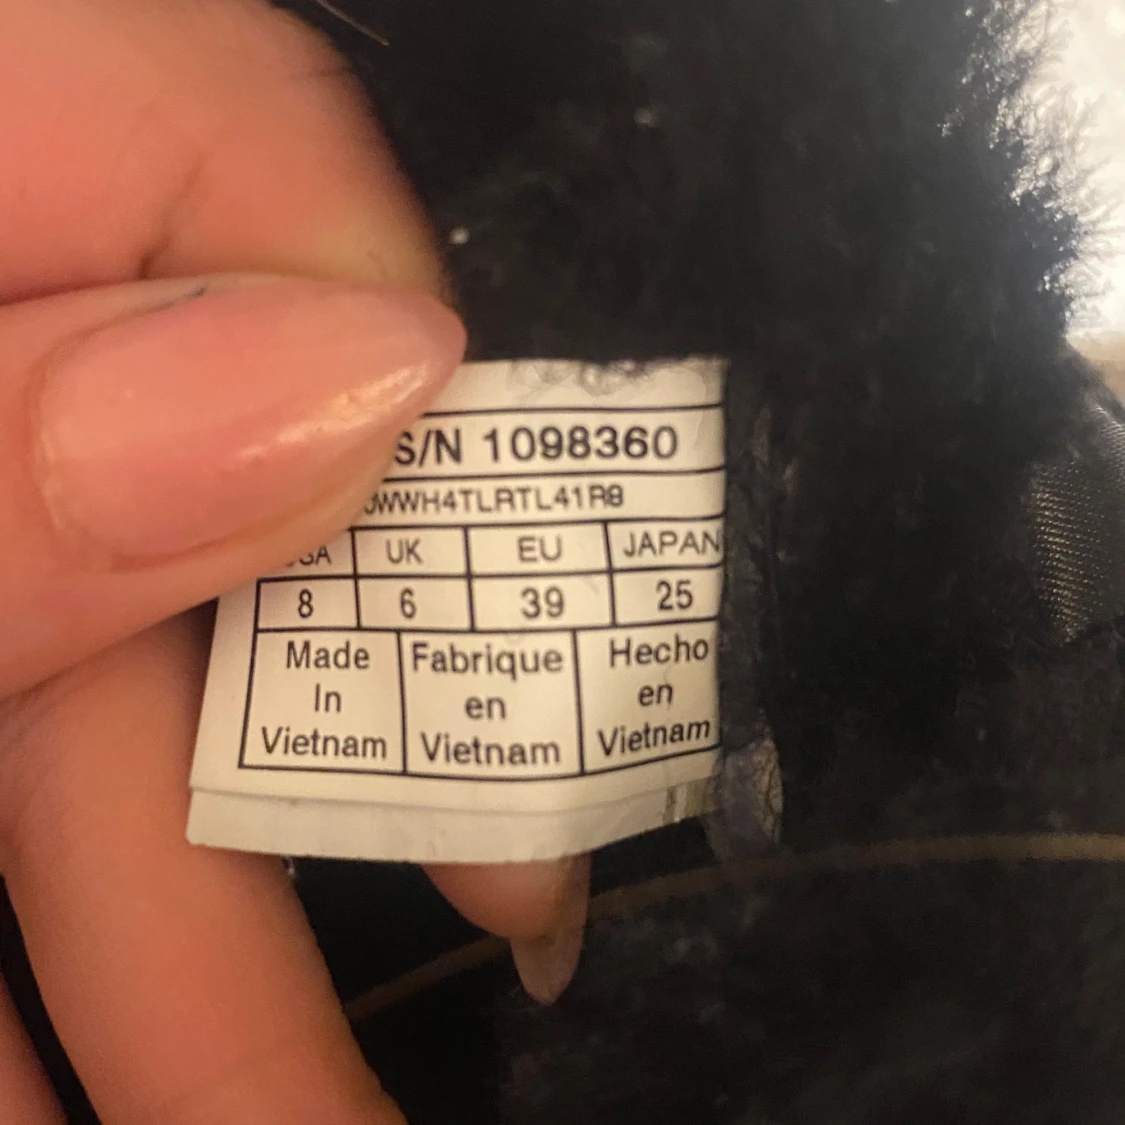 S/N 1098360
WWH4TLRTL41R8
UK EU JAPAN
8 6 39 25
Made In Vietnam
Fabrique en Vietnam
Hecho en Vietnam